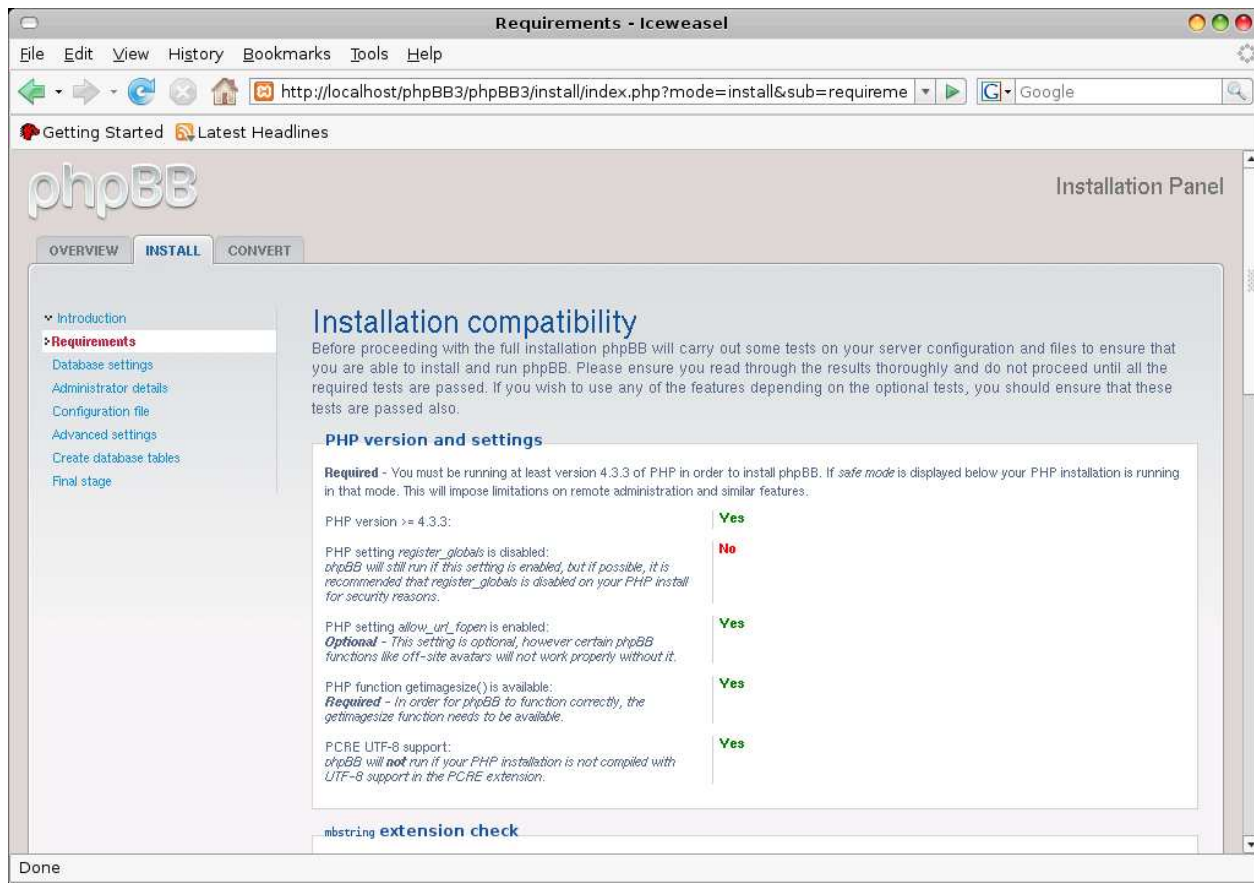 Requirements - Iceweasel
File Edit View History Bookmarks Tools Help
http://localhost/phpBB3/phpBB3/install/index.php?mode=install&sub=requireme
G Google
Getting Started Latest Headlines
phpBB
Installation Panel
OVERVIEW INSTALL CONVERT
Introduction
Requirements
Database settings
Administrator details
Configuration file
Advanced settings
Create database tables
Final stage
Installation compatibility
Before proceeding with the full installation phpBB will carry out some tests on your server configuration and files to ensure that
you are able to install and run phpBB. Please ensure you read through the results thoroughly and do not proceed until all the
required tests are passed. If you wish to use any of the features depending on the optional tests, you should ensure that these
tests are passed also.
PHP version and settings
Required - You must be running at least version 4.3.3 of PHP in order to install phpBB. If safe mode is displayed below your PHP installation is running
in that mode. This will impose limitations on remote administration and similar features.
PHP version >= 4.3.3: Yes
PHP setting register_globals is disabled: No
phpBB will still run if this setting is enabled, but if possible, it is
recommended that register_globals is disabled on your PHP install
for security reasons.
PHP setting allow_url_fopen is enabled: Yes
Optional - This setting is optional, however certain phpBB
functions like off-site avatars will not work properly without it.
PHP function getimagesize() is available: Yes
Required - In order for phpBB to function correctly, the
getimagesize function needs to be available.
PCRE UTF-8 support: Yes
phpBB will not run if your PHP installation is not compiled with
UTF-8 support in the PCRE extension.
mbstring extension check
Done